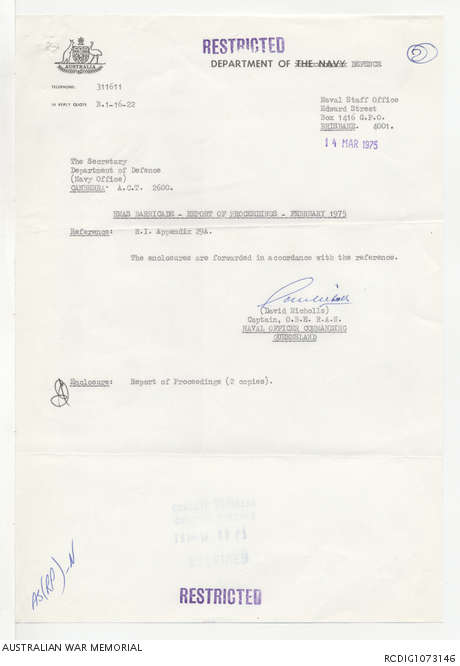 RESTRICTED
DEPARTMENT OF THE NAVY DEFENCE
AUSTRALIA
TELEPHONE: 311611
IN REPLY QUOTE: B.1-16-22
Naval Staff Office
Edward Street
Box 1416 G.P.O.
BRISBANE. 4001.
14 MAR 1975
The Secretary
Department of Defence
(Navy Office)
CANBERRA. A.C.T. 2600.
HMAS BARRICADE - REPORT OF PROCEEDINGS - FEBRUARY 1975
Reference: R.I. Appendix 29A.
The enclosures are forwarded in accordance with the reference.
(David Nicholls)
Captain, O.B.E. R.A.N.
NAVAL OFFICER COMMANDING
QUEENSLAND
Enclosure: Report of Proceedings (2 copies).
AS(RP)-N
RESTRICTED
AUSTRALIAN WAR MEMORIAL
RCDIG1073146